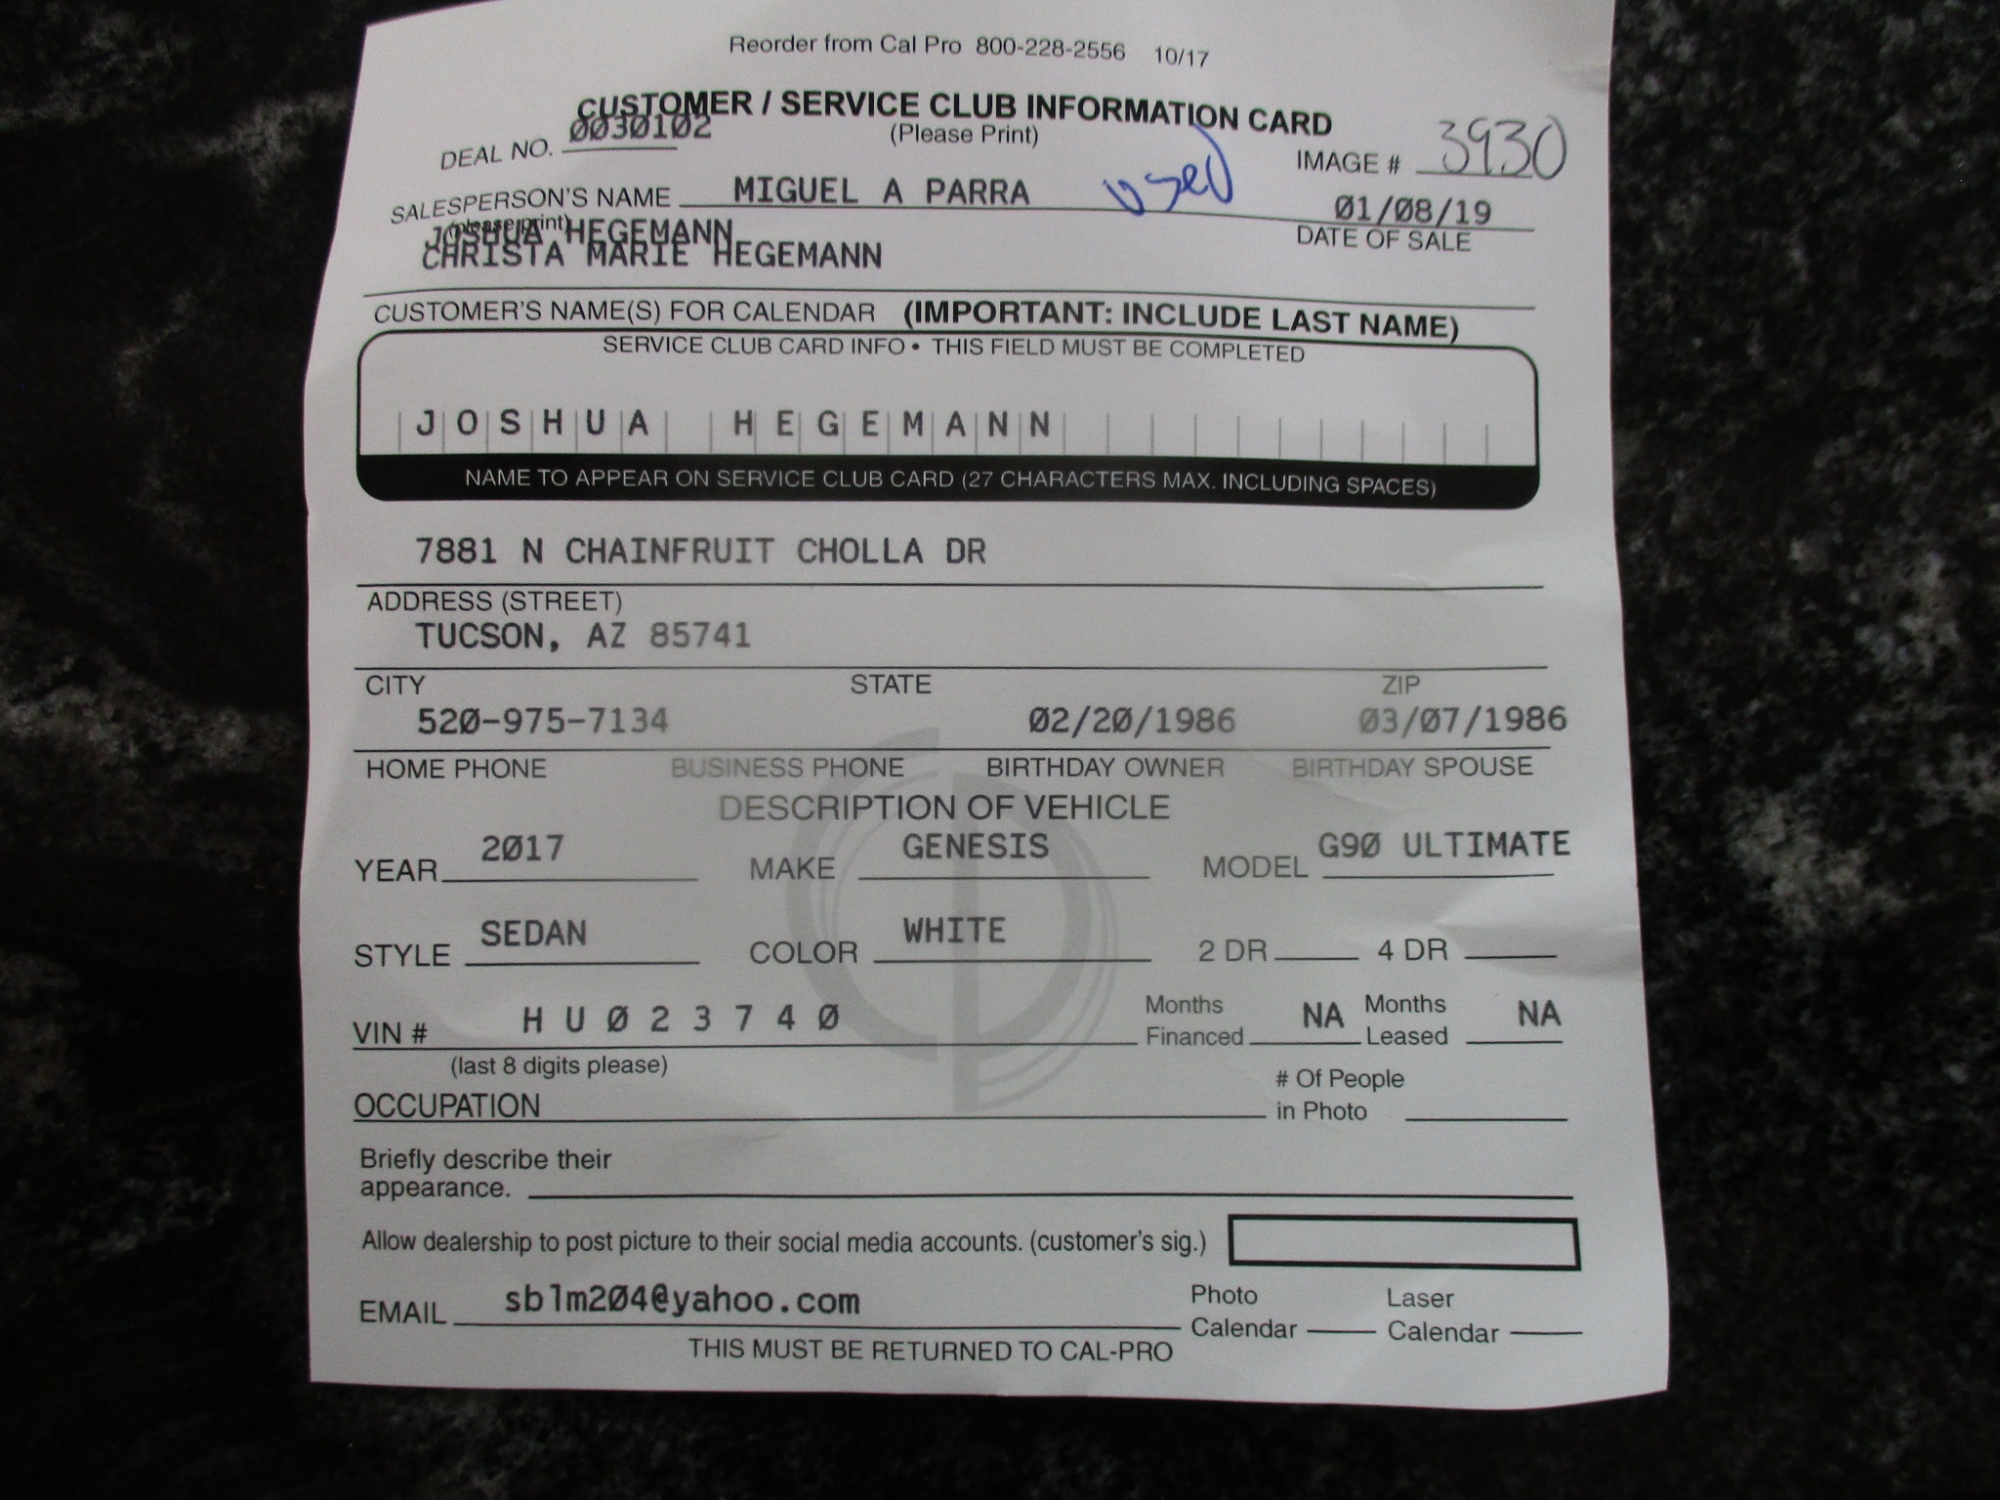 Reorder from Cal Pro 800-228-2556 10/17
CUSTOMER / SERVICE CLUB INFORMATION CARD
(Please Print)
DEAL NO. 0030102
IMAGE # 3930
SALESPERSON'S NAME MIGUEL A PARRA used 01/08/19
(please print) DATE OF SALE
JOSHUA HEGEMANN
CHRISTA MARIE HEGEMANN
CUSTOMER'S NAME(S) FOR CALENDAR (IMPORTANT: INCLUDE LAST NAME)
SERVICE CLUB CARD INFO • THIS FIELD MUST BE COMPLETED
JOSHUA HEGEMANN
NAME TO APPEAR ON SERVICE CLUB CARD (27 CHARACTERS MAX. INCLUDING SPACES)
7881 N CHAINFRUIT CHOLLA DR
ADDRESS (STREET)
TUCSON, AZ 85741
CITY STATE ZIP
520-975-7134 02/20/1986 03/07/1986
HOME PHONE BUSINESS PHONE BIRTHDAY OWNER BIRTHDAY SPOUSE
DESCRIPTION OF VEHICLE
YEAR 2017 MAKE GENESIS MODEL G90 ULTIMATE
STYLE SEDAN COLOR WHITE 2 DR 4 DR
VIN # HU023740 Months Financed NA Months Leased NA
(last 8 digits please)
OCCUPATION # Of People in Photo
Briefly describe their
appearance.
Allow dealership to post picture to their social media accounts. (customer's sig.)
EMAIL sblm204@yahoo.com Photo Calendar Laser Calendar
THIS MUST BE RETURNED TO CAL-PRO